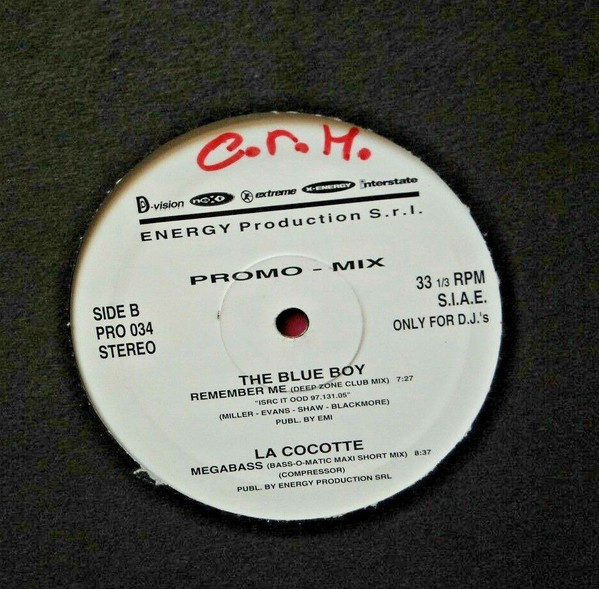 C.r.M.
D-vision extreme X-ENERGY interstate
ENERGY Production S.r.l.
PROMO - MIX
SIDE B
PRO 034
STEREO
33 1/3 RPM
S.I.A.E.
ONLY FOR D.J.'s
THE BLUE BOY
REMEMBER ME (DEEP ZONE CLUB MIX) 7:27
"ISRC IT OOD 97.131.05"
(MILLER - EVANS - SHAW - BLACKMORE)
PUBL. BY EMI
LA COCOTTE
MEGABASS (BASS-O-MATIC MAXI SHORT MIX) 8:37
(COMPRESSOR)
PUBL. BY ENERGY PRODUCTION SRL